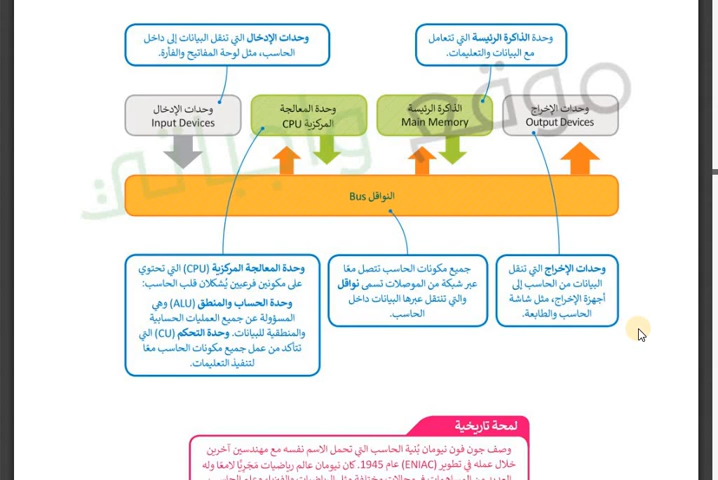 وحدة الذاكرة الرئيسة التي تتعامل
مع البيانات والتعليمات.
وحدات الإدخال التي تنقل البيانات إلى داخل
الحاسب، مثل لوحة المفاتيح والفأرة.
وحدات الإخراج
Output Devices
الذاكرة الرئيسة
Main Memory
وحدة المعالجة
المركزية CPU
وحدات الإدخال
Input Devices
موقع واجباتي
النواقل Bus
وحدات الإخراج التي تنقل
البيانات من الحاسب إلى
أجهزة الإخراج، مثل شاشة
الحاسب والطابعة.
جميع مكونات الحاسب تتصل معًا
عبر شبكة من الموصلات تسمى نواقل
والتي تنتقل عبرها البيانات داخل
الحاسب.
وحدة المعالجة المركزية (CPU) التي تحتوي
على مكونين فرعيين يُشكلان قلب الحاسب:
وحدة الحساب والمنطق (ALU) وهي
المسؤولة عن جميع العمليات الحسابية
والمنطقية للبيانات. وحدة التحكم (CU) التي
تتأكد من عمل جميع مكونات الحاسب معًا
لتنفيذ التعليمات.
لمحة تاريخية
وصف جون فون نيومان بُنية الحاسب التي تحمل الاسم نفسه مع مهندسين آخرين
خلال عمله في تطوير (ENIAC) عام 1945. كان نيومان عالم رياضيات مَجَريًا لامعًا وله